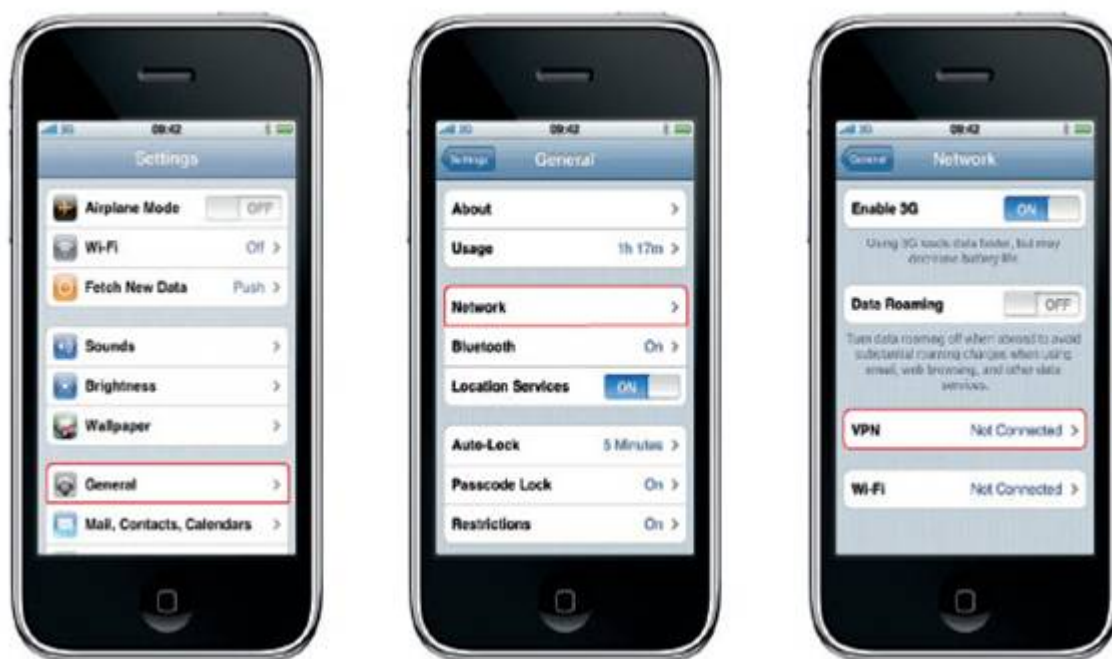 3G 09:42
Settings
Airplane Mode OFF
Wi-Fi Off
Fetch New Data Push
Sounds
Brightness
Wallpaper
General
Mail, Contacts, Calendars
3G 09:42
Settings General
About
Usage 1h 17m
Network
Bluetooth On
Location Services ON
Auto-Lock 5 Minutes
Passcode Lock On
Restrictions On
3G 09:42
General Network
Enable 3G ON
Using 3G loads data faster, but may
decrease battery life.
Data Roaming OFF
Turn data roaming off when abroad to avoid
substantial roaming charges when using
email, web browsing, and other data
services.
VPN Not Connected
Wi-Fi Not Connected